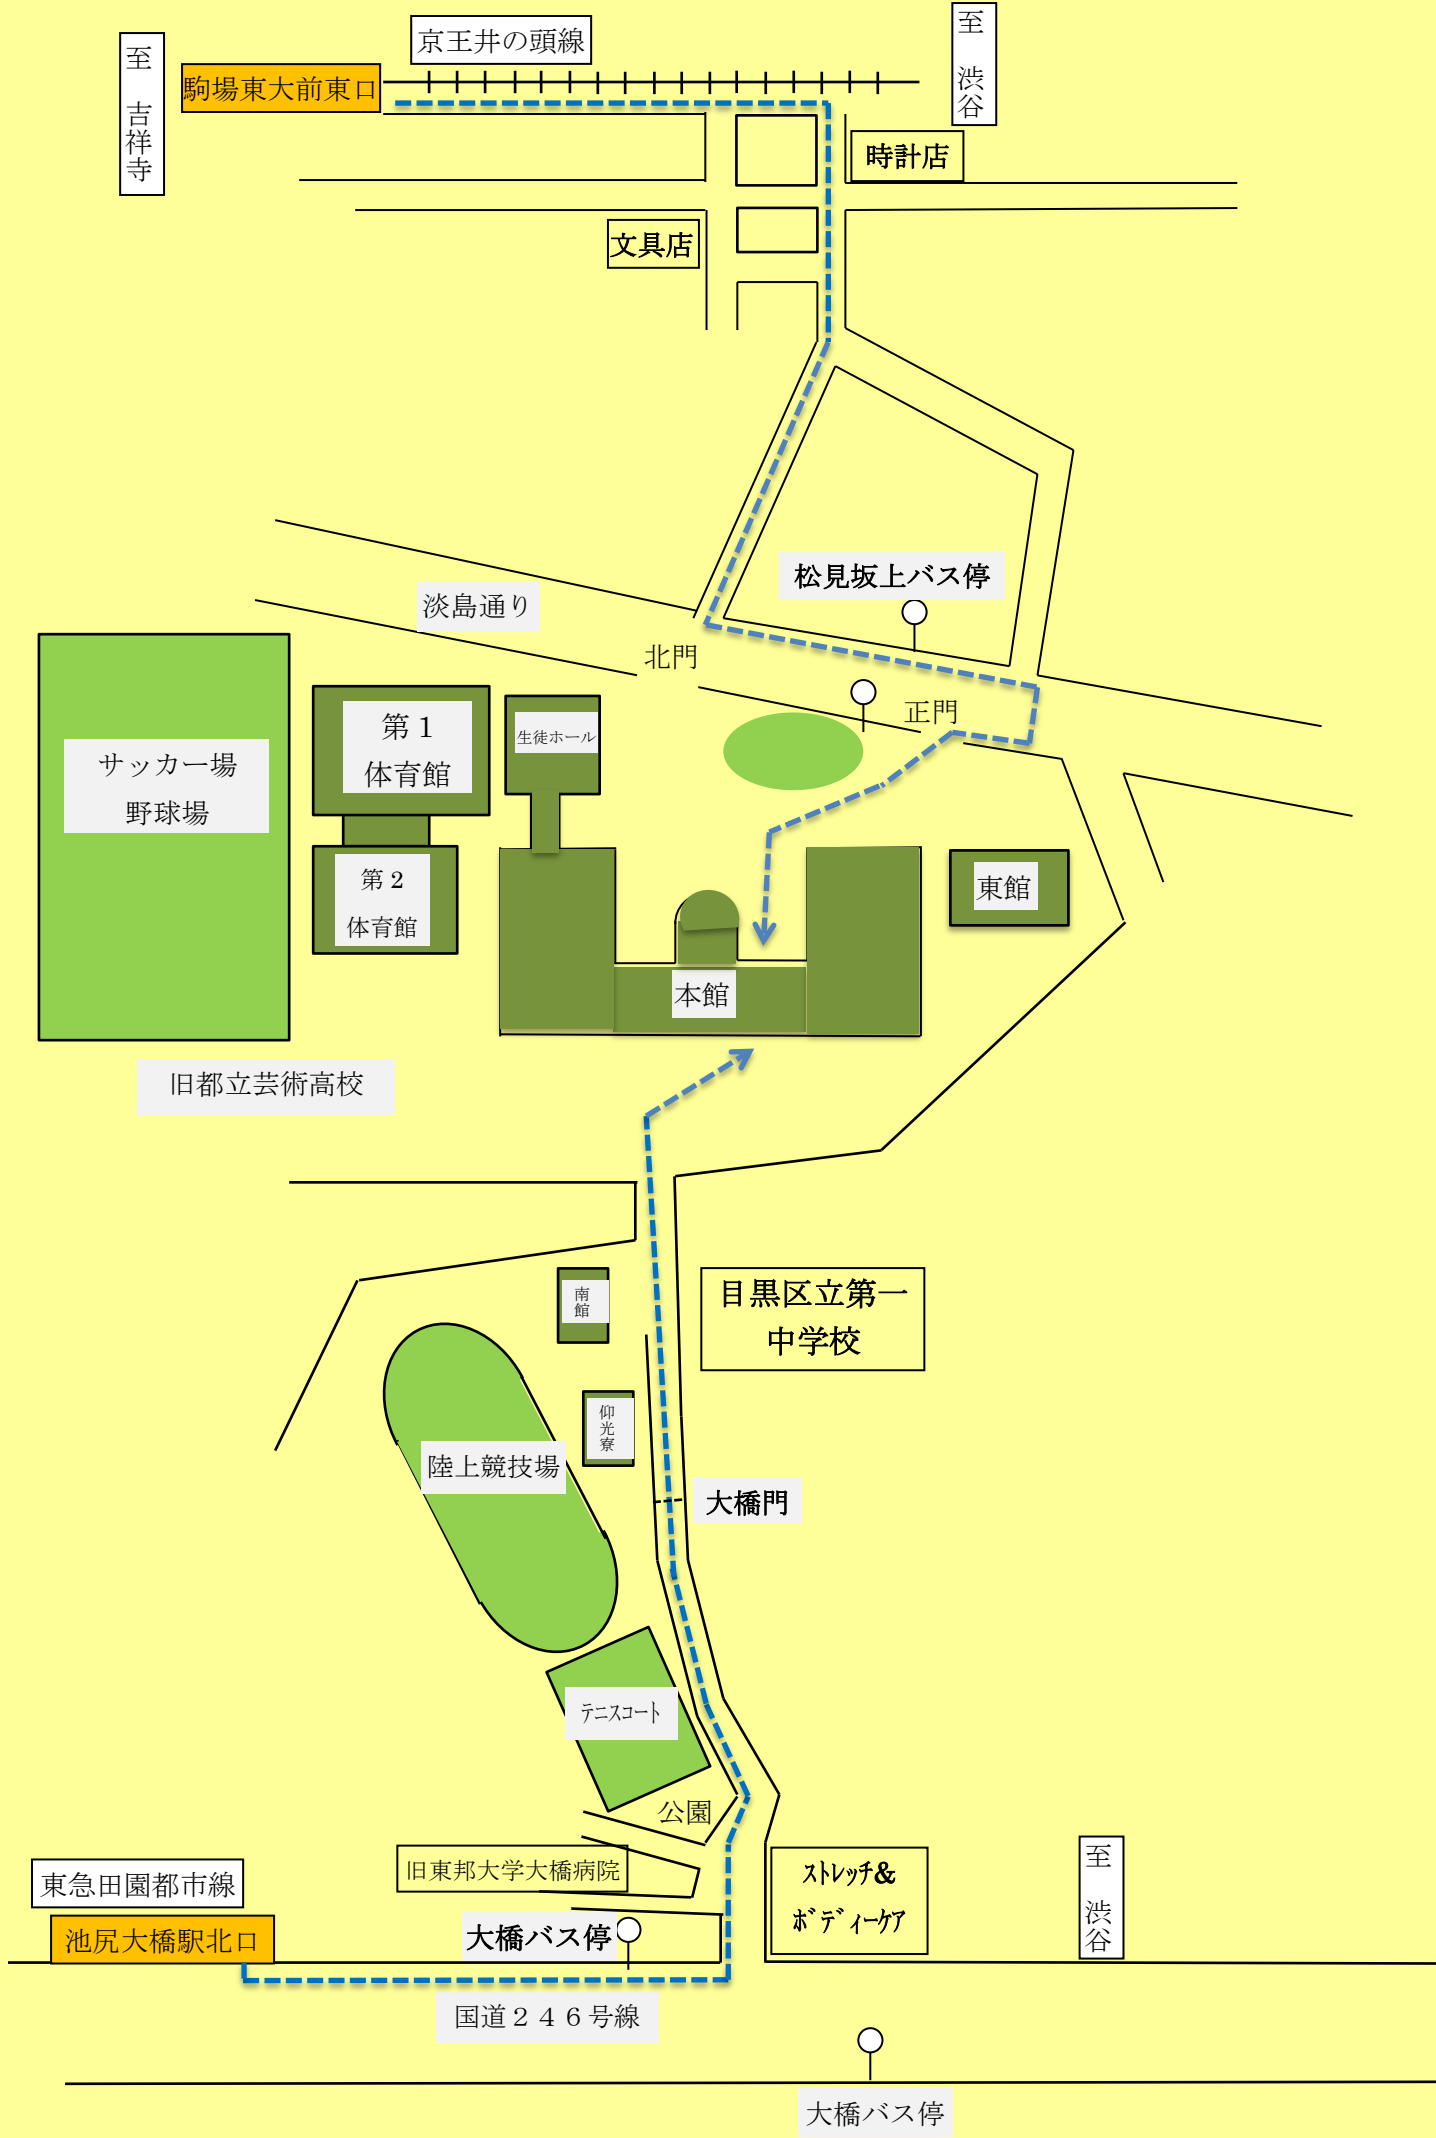 京王井の頭線
至 渋谷
至 吉祥寺
駒場東大前東口
時計店
文具店
松見坂上バス停
淡島通り
北門
正門
サッカー場
野球場
第１
体育館
生徒ホール
第２
体育館
東館
本館
旧都立芸術高校
南館
目黒区立第一
中学校
仰光寮
陸上競技場
大橋門
テニスコート
公園
旧東邦大学大橋病院
ストレッチ＆
ボディーケア
至 渋谷
東急田園都市線
池尻大橋駅北口
大橋バス停
国道２４６号線
大橋バス停